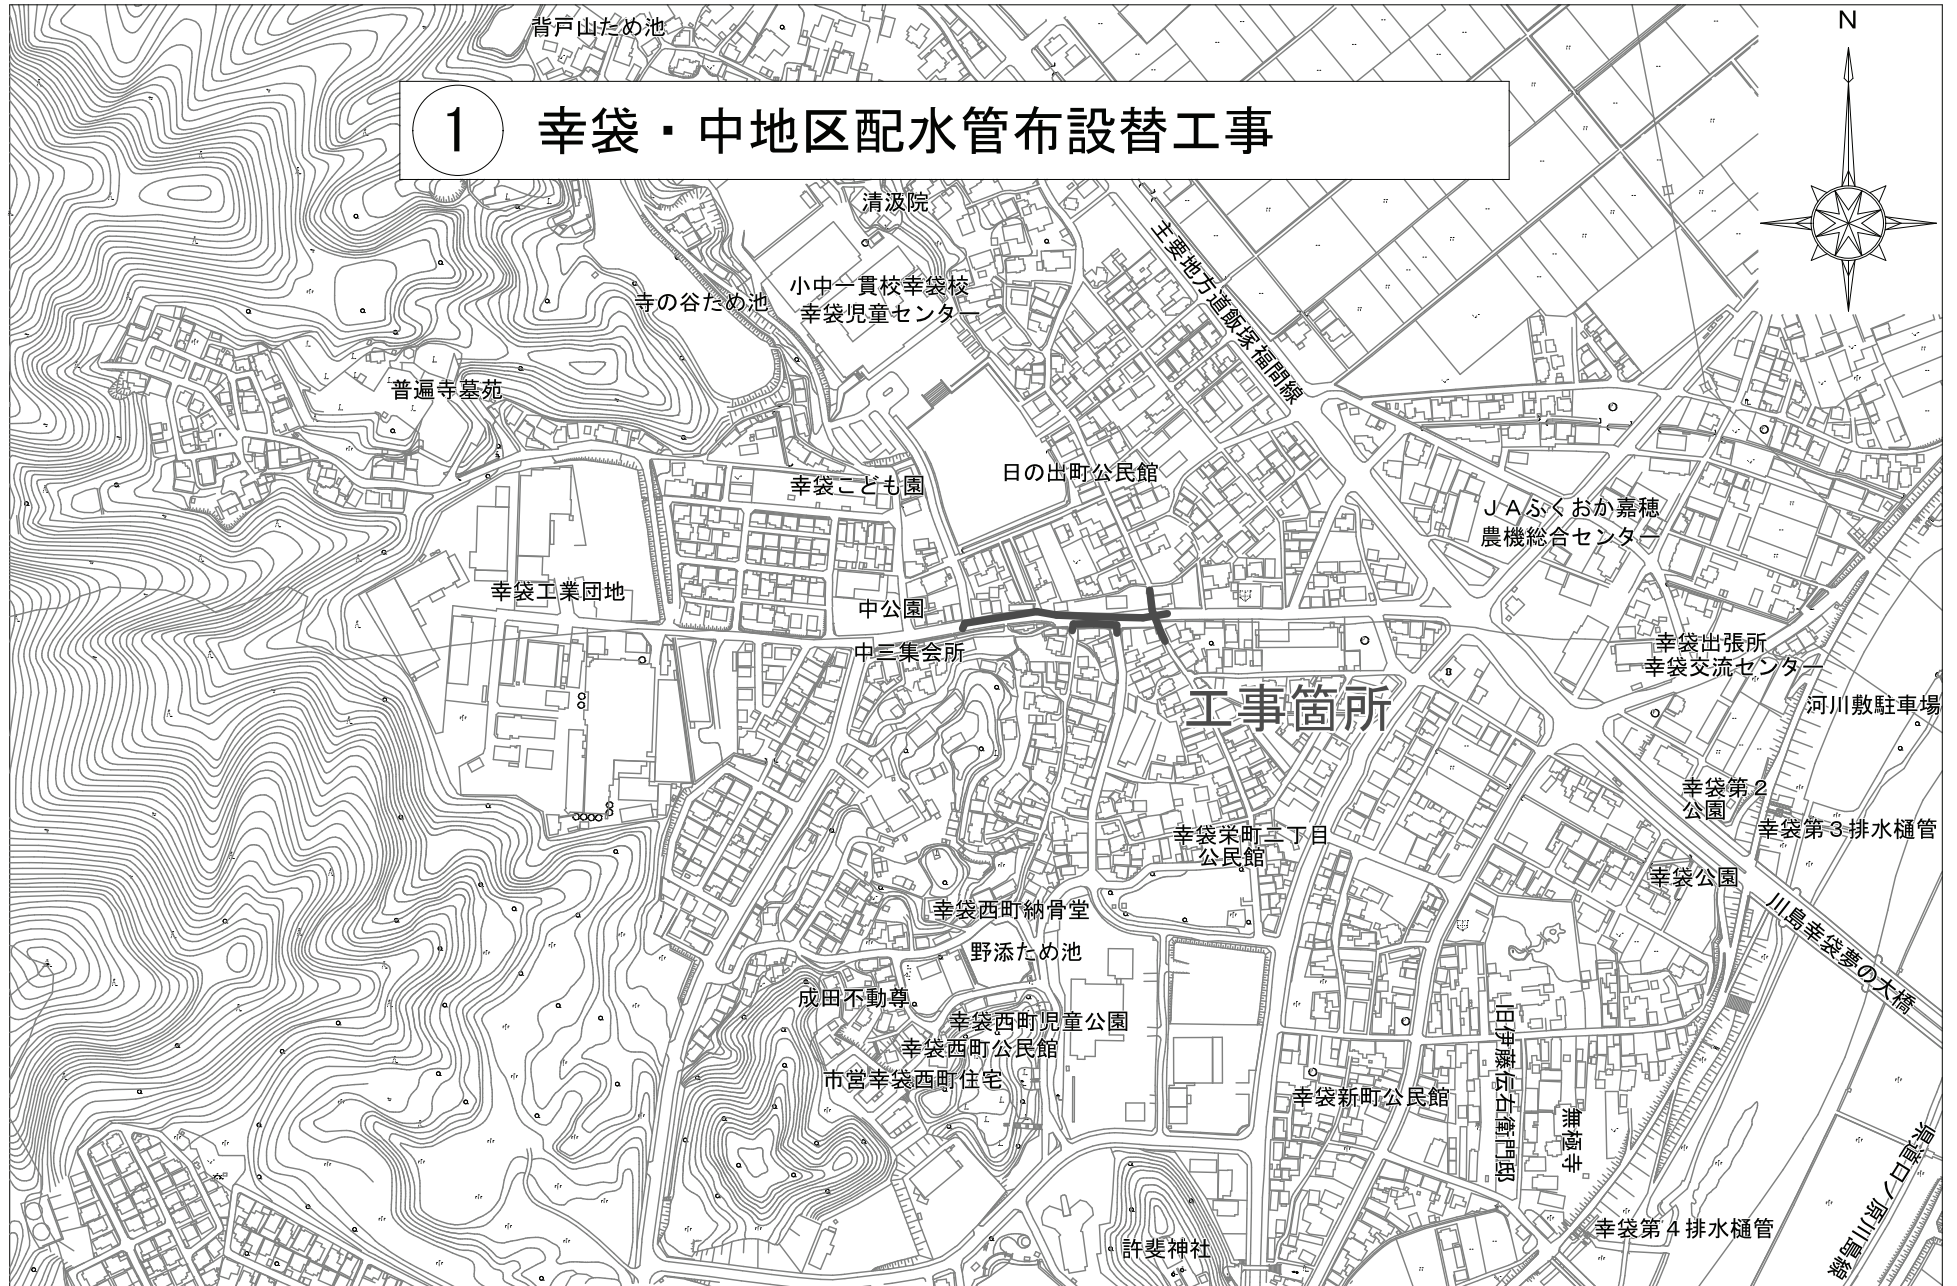 背戸山ため池
N
① 幸袋・中地区配水管布設替工事
清汲院
主要地方道飯塚福間線
小中一貫校幸袋校
幸袋児童センター
寺の谷ため池
普遍寺墓苑
日の出町公民館
幸袋こども園
JAふくおか嘉穂
農機総合センター
幸袋工業団地
中公園
中三集会所
幸袋出張所
幸袋交流センター
工事箇所
河川敷駐車場
幸袋第2
公園
幸袋第3排水樋管
幸袋栄町二丁目
公民館
幸袋公園
幸袋西町納骨堂
川島幸袋夢の大橋
野添ため池
成田不動尊
幸袋西町児童公園
幸袋西町公民館
市営幸袋西町住宅
旧伊藤伝右衛門邸
幸袋新町公民館
無極寺
県道口ノ原川島線
幸袋第4排水樋管
許斐神社